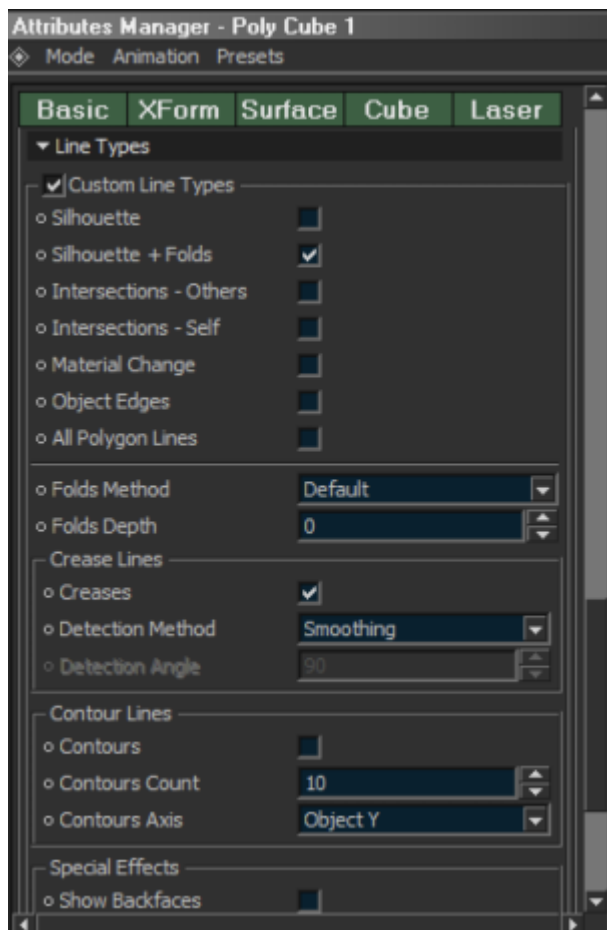 Attributes Manager - Poly Cube 1
Mode Animation Presets
Basic XForm Surface Cube Laser
Line Types
Custom Line Types
Silhouette
Silhouette + Folds
Intersections - Others
Intersections - Self
Material Change
Object Edges
All Polygon Lines
Folds Method Default
Folds Depth 0
Crease Lines
Creases
Detection Method Smoothing
Detection Angle 90
Contour Lines
Contours
Contours Count 10
Contours Axis Object Y
Special Effects
Show Backfaces